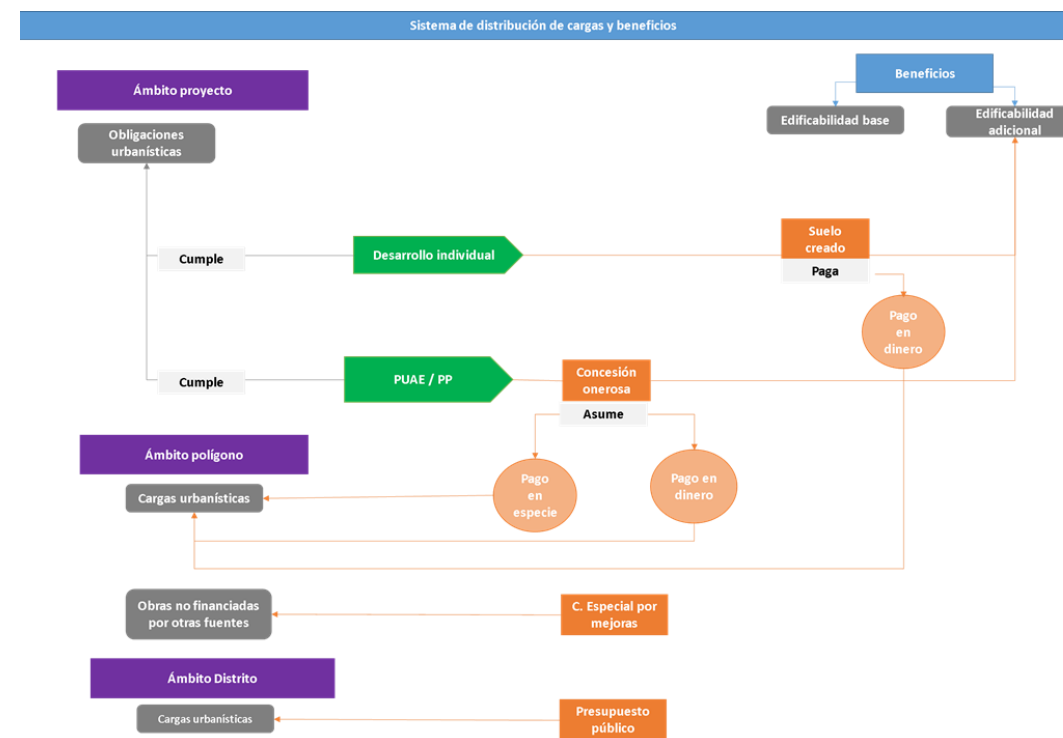 Sistema de distribución de cargas y beneficios
Beneficios
Ámbito proyecto
Edificabilidad base
Edificabilidad
adicional
Obligaciones
urbanísticas
Suelo
creado
Cumple
Desarrollo individual
Paga
Pago
en
dinero
Concesión
onerosa
Cumple
PUAE / PP
Asume
Ámbito polígono
Pago
en
especie
Pago en
dinero
Cargas urbanísticas
Obras no financiadas
por otras fuentes
C. Especial por
mejoras
Ámbito Distrito
Cargas urbanísticas
Presupuesto
público